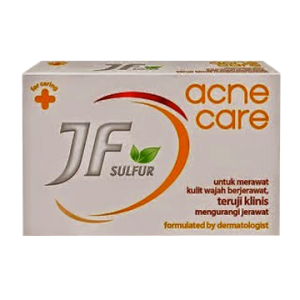 for caring
acne
care
JF
SULFUR
untuk merawat
kulit wajah berjerawat,
teruji klinis
mengurangi jerawat
formulated by dermatologist